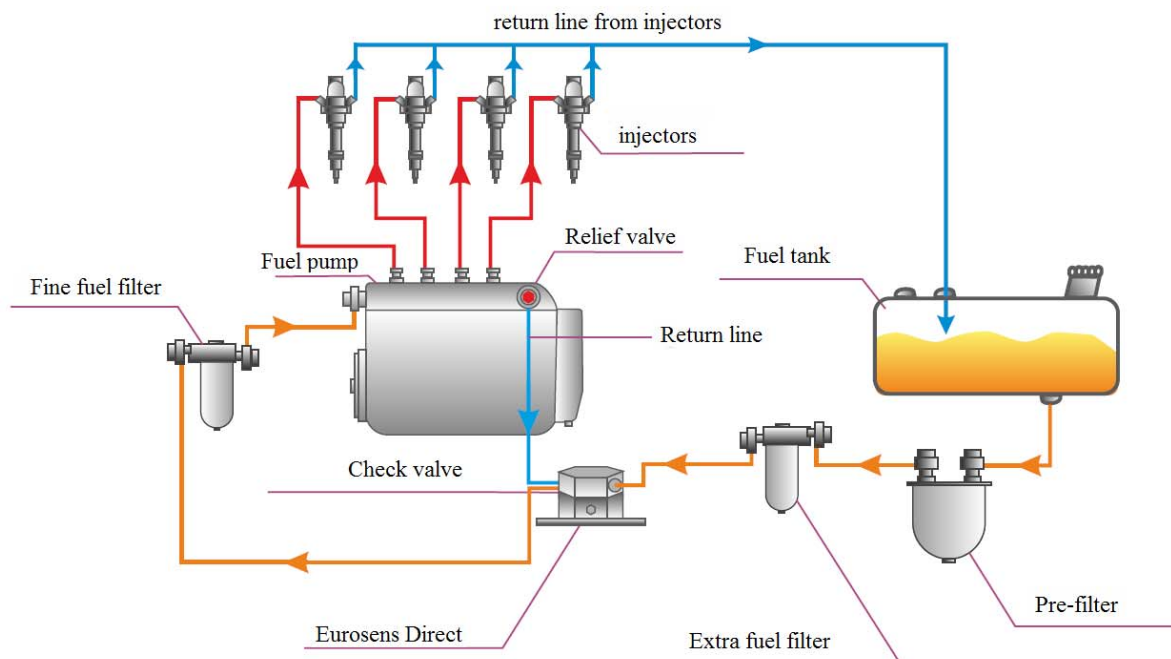 return line from injectors
injectors
Relief valve
Fuel pump
Fuel tank
Fine fuel filter
Return line
Check valve
Pre-filter
Eurosens Direct
Extra fuel filter